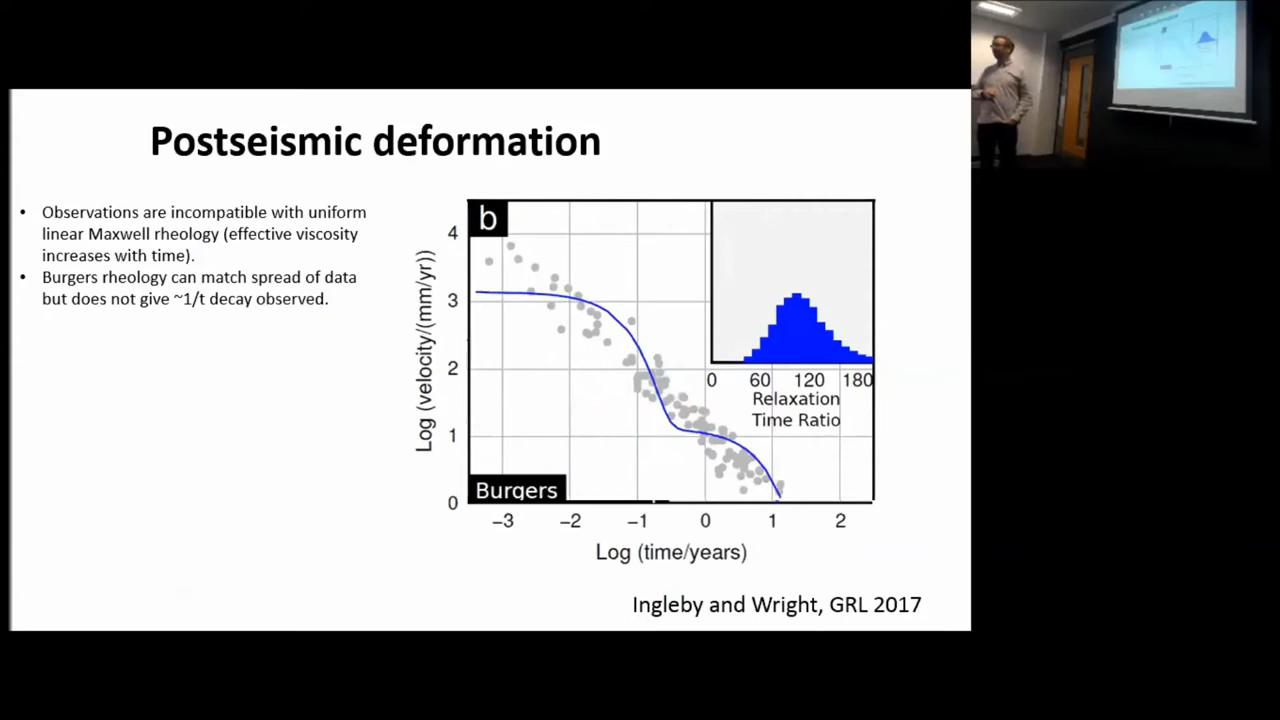 Postseismic deformation
• Observations are incompatible with uniform
linear Maxwell rheology (effective viscosity
increases with time).
• Burgers rheology can match spread of data
but does not give ~1/t decay observed.
b
4
3
2
1
0
Log (velocity/(mm/yr))
Burgers
−3 −2 −1 0 1 2
Log (time/years)
0 60 120 180
Relaxation
Time Ratio
Ingleby and Wright, GRL 2017